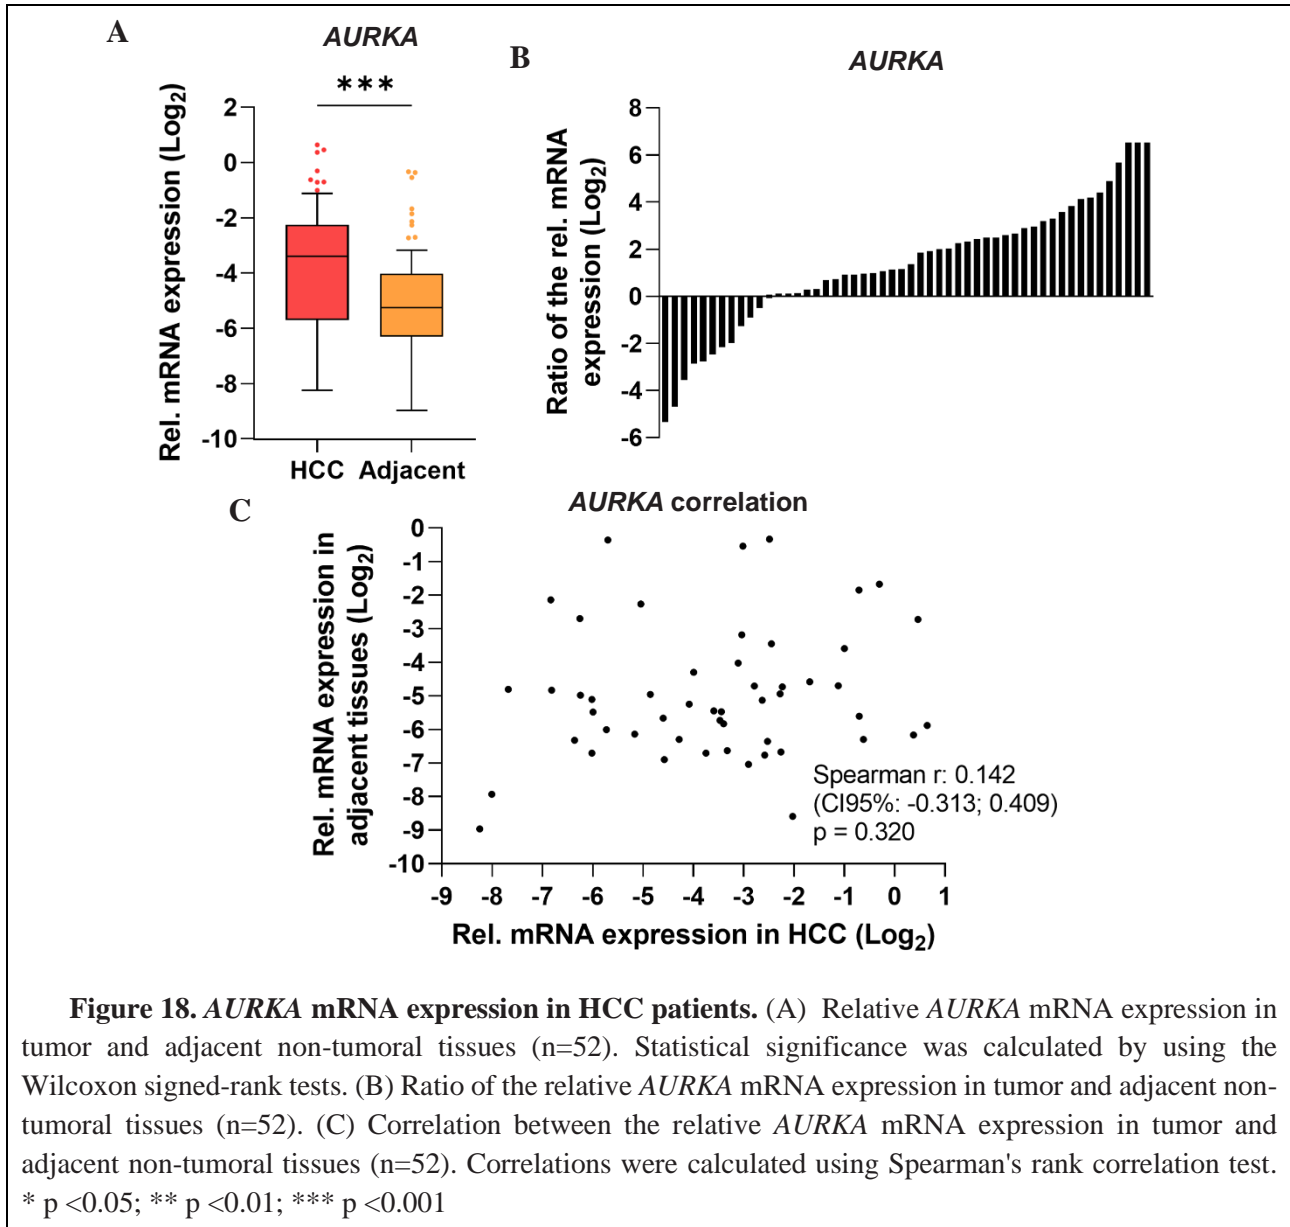 A
AURKA
***
Rel. mRNA expression (Log2)
2
0
-2
-4
-6
-8
-10
HCC Adjacent
B
AURKA
Ratio of the rel. mRNA
expression (Log2)
8
6
4
2
0
-2
-4
-6
C
AURKA correlation
Rel. mRNA expression in
adjacent tissues (Log2)
0
-1
-2
-3
-4
-5
-6
-7
-8
-9
-10
Spearman r: 0.142
(CI95%: -0.313; 0.409)
p = 0.320
-9 -8 -7 -6 -5 -4 -3 -2 -1 0 1
Rel. mRNA expression in HCC (Log2)
Figure 18. AURKA mRNA expression in HCC patients. (A) Relative AURKA mRNA expression in
tumor and adjacent non-tumoral tissues (n=52). Statistical significance was calculated by using the
Wilcoxon signed-rank tests. (B) Ratio of the relative AURKA mRNA expression in tumor and adjacent non-
tumoral tissues (n=52). (C) Correlation between the relative AURKA mRNA expression in tumor and
adjacent non-tumoral tissues (n=52). Correlations were calculated using Spearman's rank correlation test.
* p <0.05; ** p <0.01; *** p <0.001